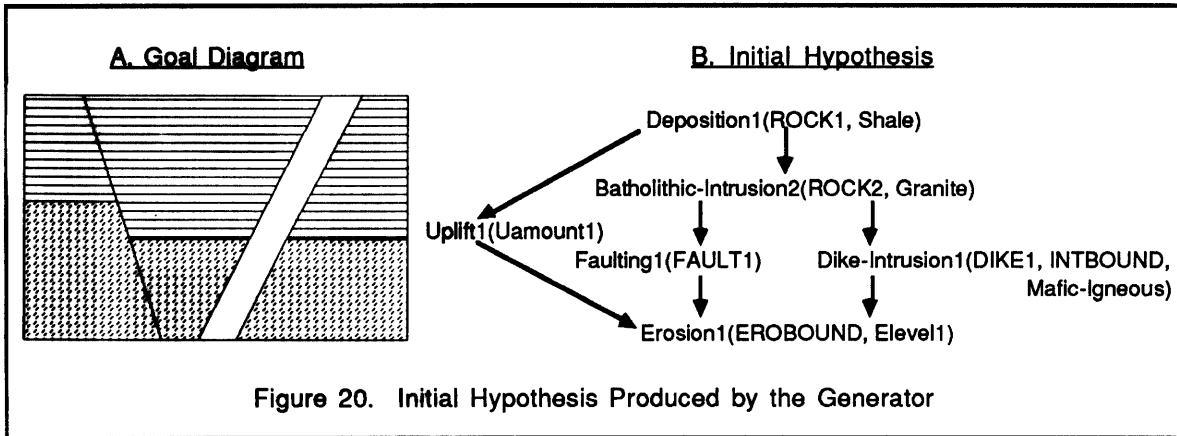 A. Goal Diagram
B. Initial Hypothesis
Deposition1(ROCK1, Shale)
Batholithic-Intrusion2(ROCK2, Granite)
Uplift1(Uamount1)
Faulting1(FAULT1)
Dike-Intrusion1(DIKE1, INTBOUND,
Mafic-Igneous)
Erosion1(EROBOUND, Elevel1)
Figure 20. Initial Hypothesis Produced by the Generator